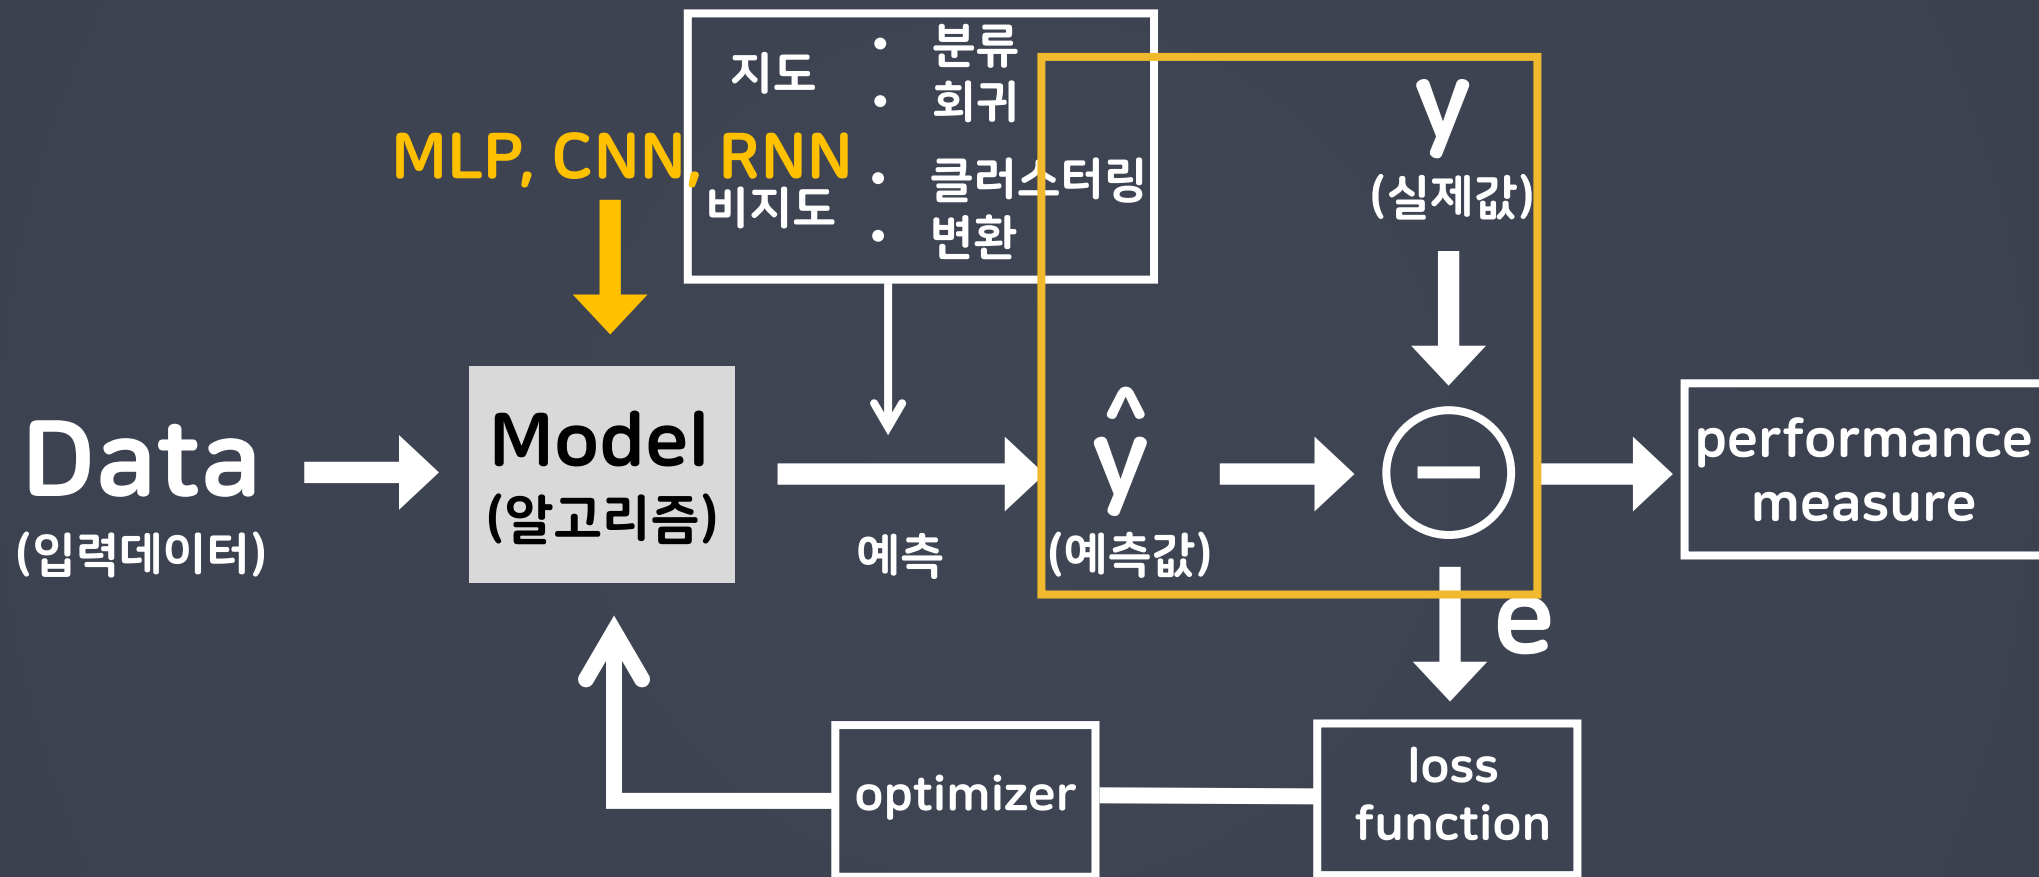 지도
• 분류
• 회귀
비지도
• 클러스터링
• 변환
MLP, CNN, RNN
y
(실제값)
Data
(입력데이터)
Model
(알고리즘)
예측
ŷ
(예측값)
−
performance
measure
e
loss
function
optimizer